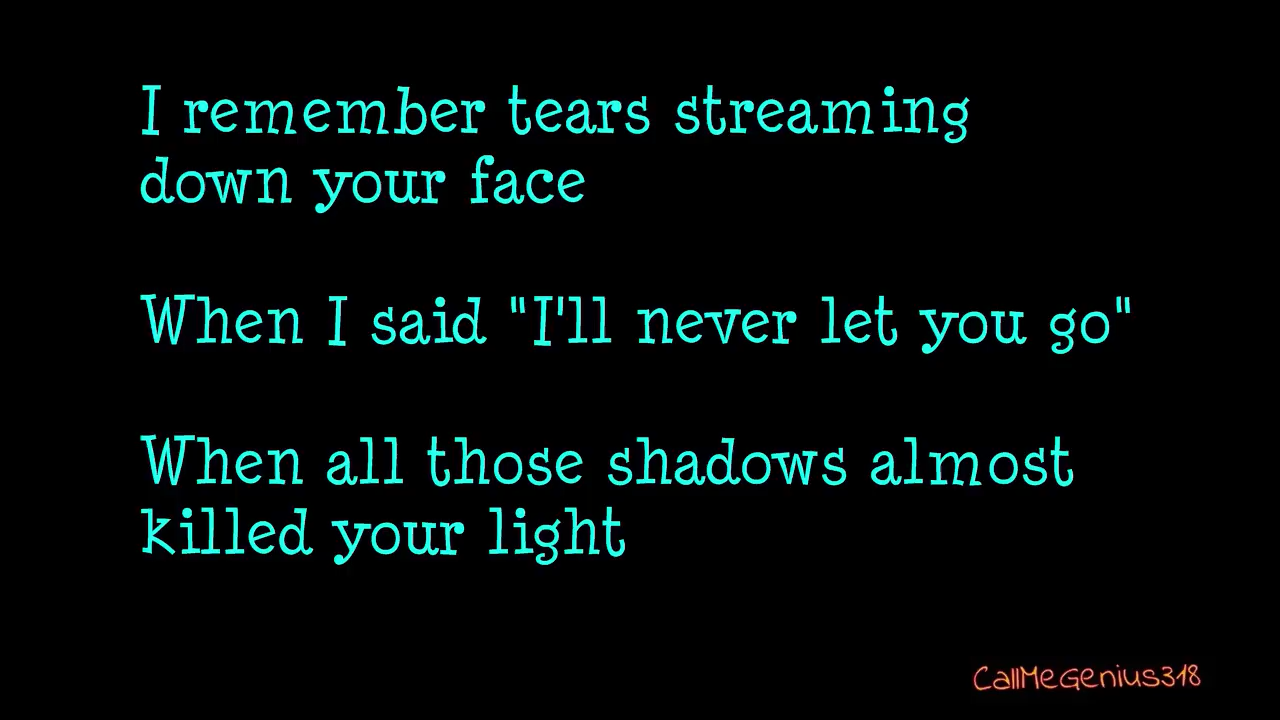 I remember tears streaming
down your face
When I said "I'll never let you go"
When all those shadows almost
killed your light
CallMeGenius318